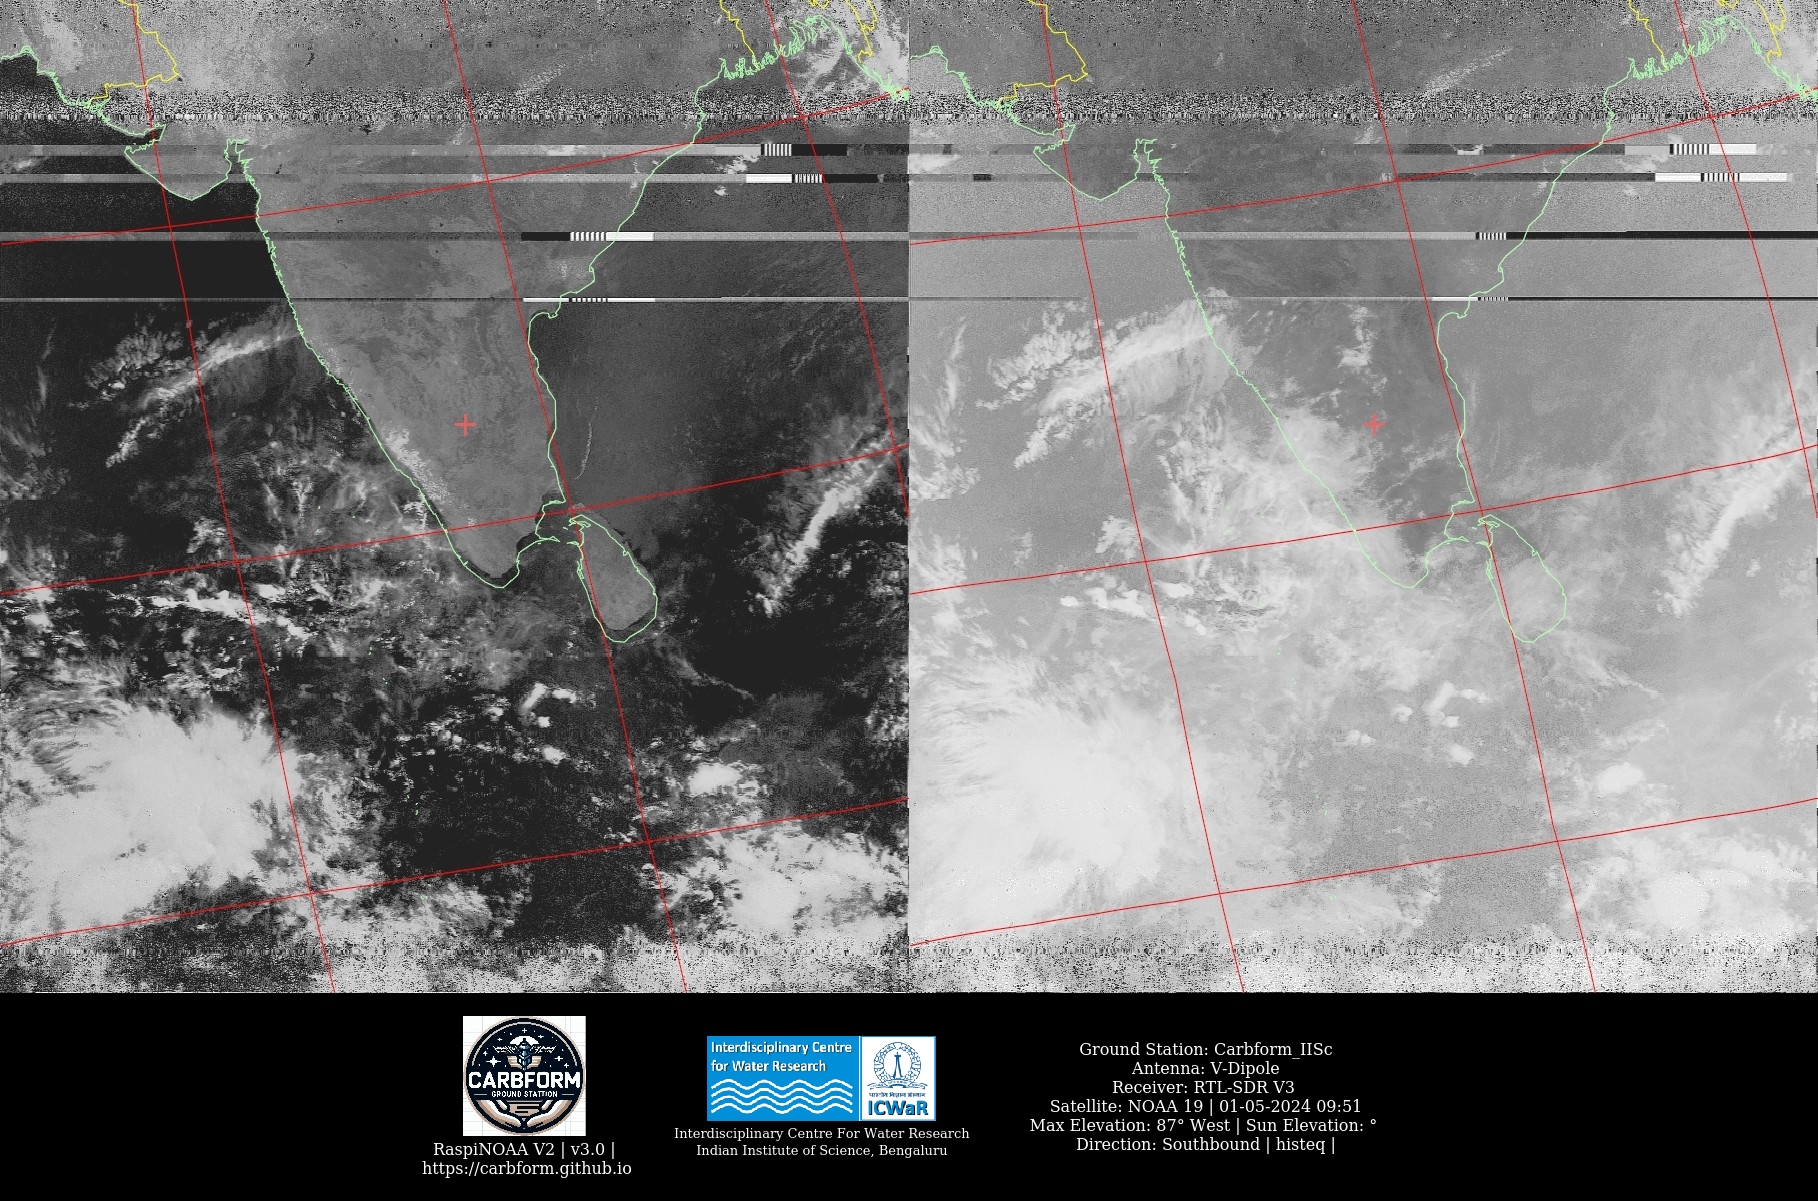 CARBFORM
GROUND STATTION
RaspiNOAA V2 | v3.0 |
https://carbform.github.io
Interdisciplinary Centre
for Water Research
ICWaR
Interdisciplinary Centre For Water Research
Indian Institute of Science, Bengaluru
Ground Station: Carbform_IISc
Antenna: V-Dipole
Receiver: RTL-SDR V3
Satellite: NOAA 19 | 01-05-2024 09:51
Max Elevation: 87° West | Sun Elevation: °
Direction: Southbound | histeq |